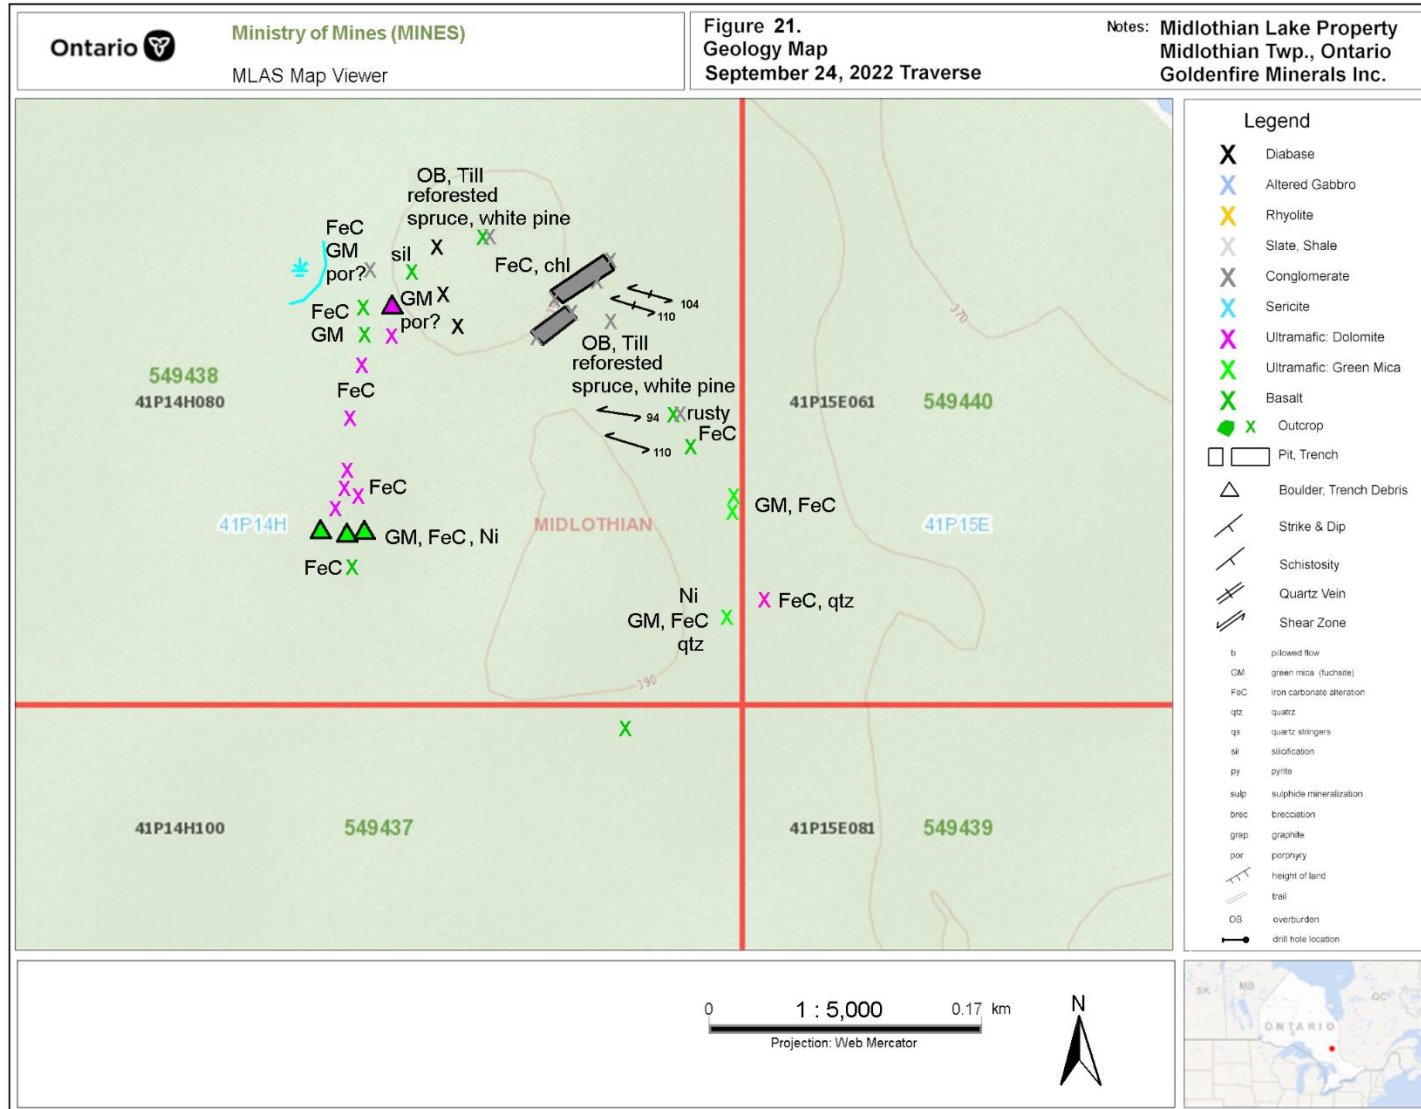 Ontario
Ministry of Mines (MINES)
MLAS Map Viewer
Figure 21.
Geology Map
September 24, 2022 Traverse
Notes: Midlothian Lake Property
Midlothian Twp., Ontario
Goldenfire Minerals Inc.
OB, Till
reforested
spruce, white pine
FeC
GM
por?
sil
FeC, chl
FeC
GM
GM
por?
104
110
OB, Till
reforested
spruce, white pine
370
549438
41P14H080
FeC
94
rusty
FeC
110
41P15E061
549440
FeC
GM, FeC
41P14H
MIDLOTHIAN
41P15E
GM, FeC, Ni
FeC
Ni
GM, FeC
qtz
FeC, qtz
390
41P14H100
549437
41P15E081
549439
Legend
X Diabase
X Altered Gabbro
X Rhyolite
X Slate, Shale
X Conglomerate
X Sericite
X Ultramafic: Dolomite
X Ultramafic: Green Mica
X Basalt
X Outcrop
Pit, Trench
Boulder, Trench Debris
Strike & Dip
Schistosity
Quartz Vein
Shear Zone
b pillowed flow
GM green mica (fuchsite)
FeC iron carbonate alteration
qtz quatrz
qs quartz stringers
sil silicification
py pyrite
sulp sulphide mineralization
brec brecciation
grap graphite
por porphyry
height of land
trail
OB overburden
drill hole location
0 1 : 5,000 0.17 km
Projection: Web Mercator
N
SK
MB
ONTARIO
QC